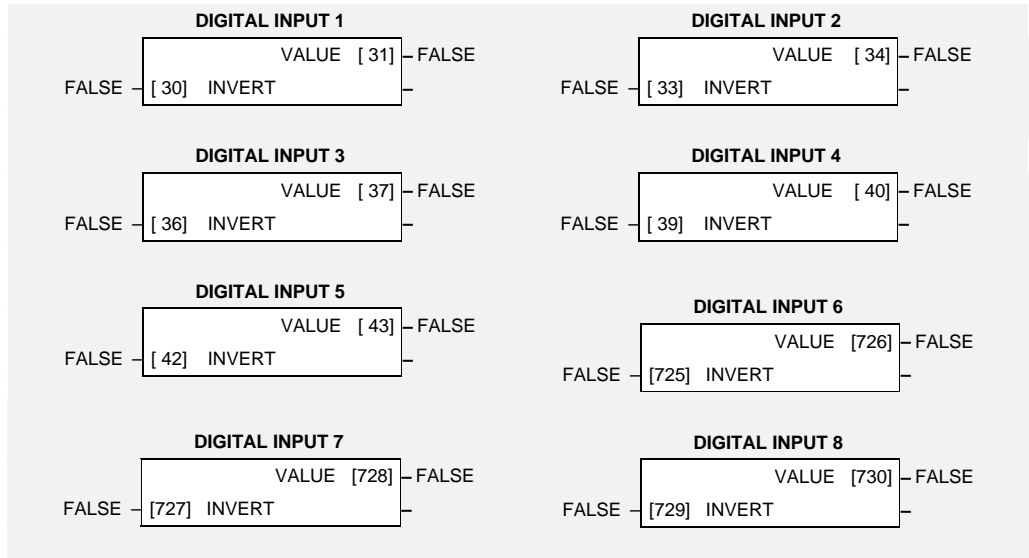 DIGITAL INPUT 1
VALUE [ 31] – FALSE
FALSE – [ 30] INVERT –
DIGITAL INPUT 2
VALUE [ 34] – FALSE
FALSE – [ 33] INVERT –
DIGITAL INPUT 3
VALUE [ 37] – FALSE
FALSE – [ 36] INVERT –
DIGITAL INPUT 4
VALUE [ 40] – FALSE
FALSE – [ 39] INVERT –
DIGITAL INPUT 5
VALUE [ 43] – FALSE
FALSE – [ 42] INVERT –
DIGITAL INPUT 6
VALUE [726] – FALSE
FALSE – [725] INVERT –
DIGITAL INPUT 7
VALUE [728] – FALSE
FALSE – [727] INVERT –
DIGITAL INPUT 8
VALUE [730] – FALSE
FALSE – [729] INVERT –